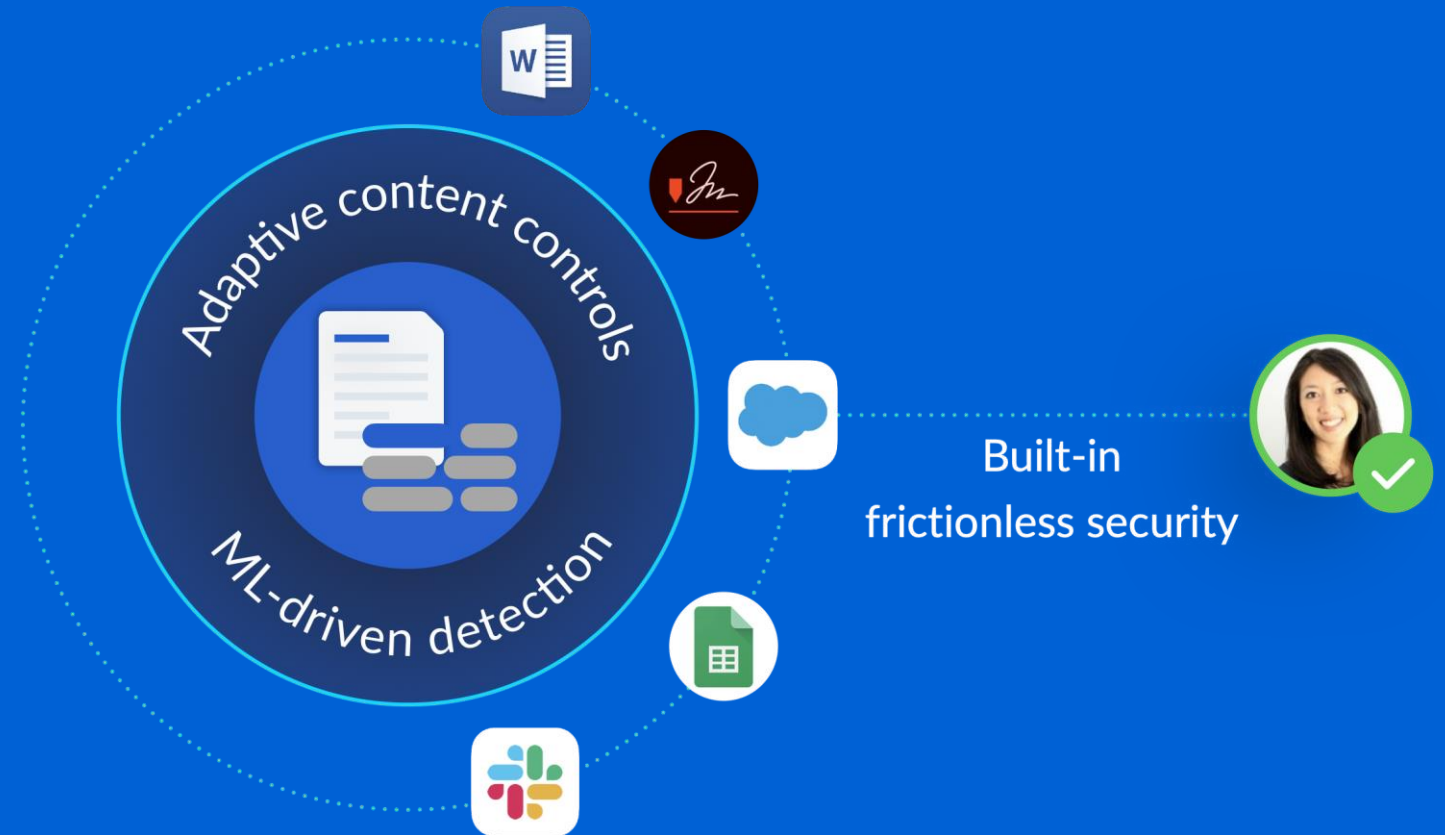 W
Adaptive content controls
ML-driven detection
Built-in
frictionless security